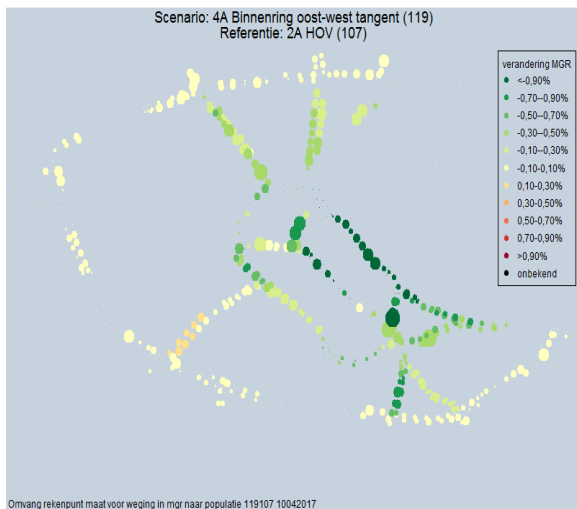 Scenario: 4A Binnenring oost-west tangent (119)
Referentie: 2A HOV (107)
verandering MGR
<-0,90%
-0,70--0,90%
-0,50--0,70%
-0,30--0,50%
-0,10--0,30%
-0,10-0,10%
0,10-0,30%
0,30-0,50%
0,50-0,70%
0,70-0,90%
>0,90%
onbekend
Omvang rekenpunt maat voor weging in mgr naar populatie 119107 10042017